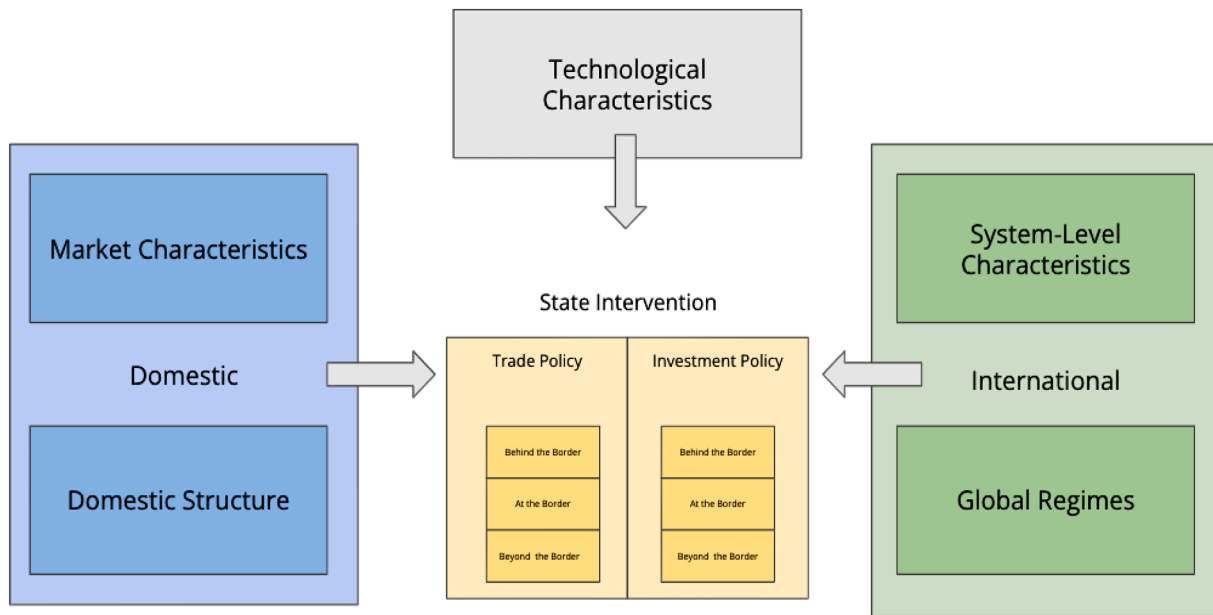 Technological
Characteristics
Market Characteristics
Domestic
Domestic Structure
State Intervention
Trade Policy
Behind the Border
At the Border
Beyond the Border
Investment Policy
Behind the Border
At the Border
Beyond the Border
System-Level
Characteristics
International
Global Regimes